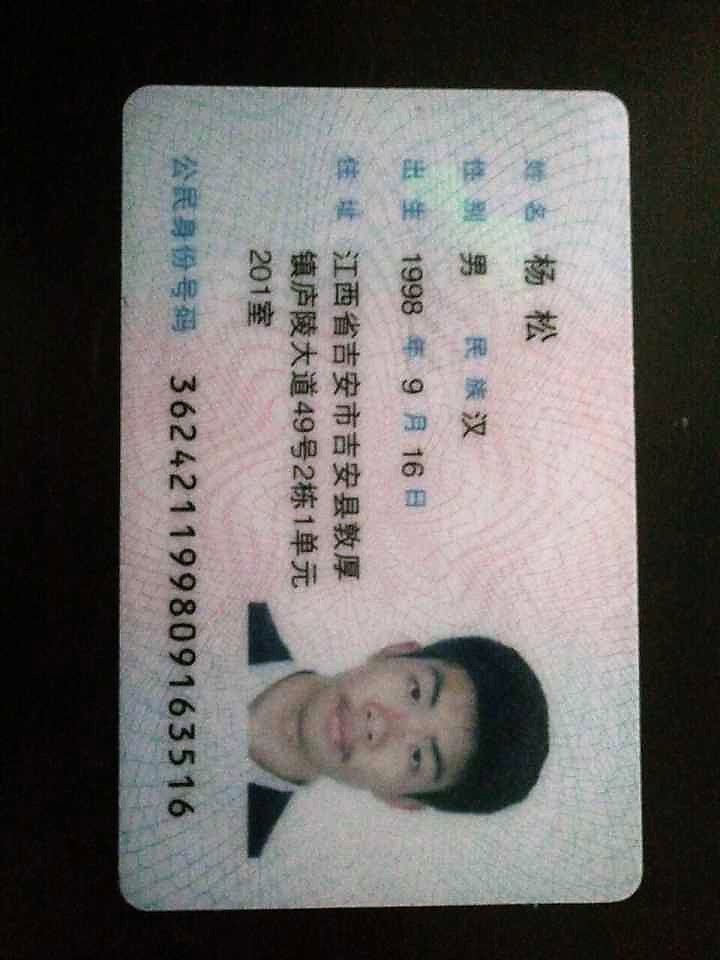 姓名 杨松
性别 男 民族 汉
出生 1998 年 9 月 16 日
住址 江西省吉安市吉安县敦厚
镇庐陵大道49号2栋1单元
201室
公民身份号码 362421199809163516